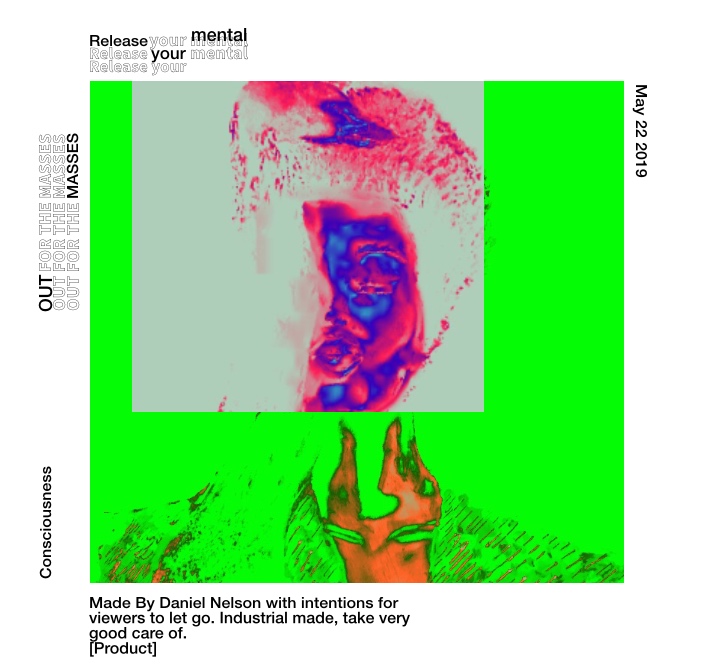 Release your mental
Release your mental
Release your
May 22 2019
OUT FOR THE MASSES
OUT FOR THE MASSES
OUT FOR THE MASSES
Consciousness
Made By Daniel Nelson with intentions for
viewers to let go. Industrial made, take very
good care of.
[Product]